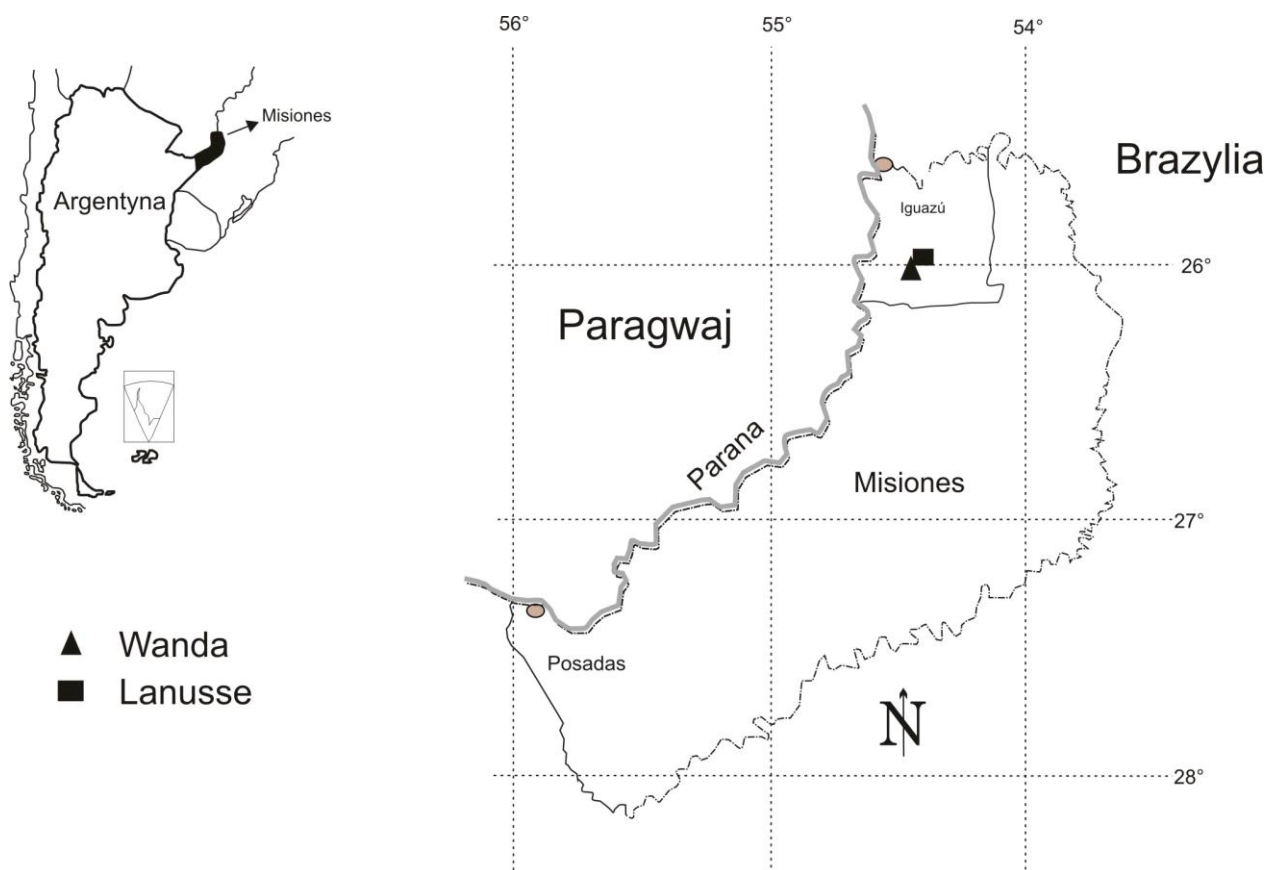 56°
55°
54°
Misiones
Argentyna
Brazylia
Iguazú
26°
Paragwaj
Parana
Misiones
27°
Posadas
Wanda
Lanusse
N
28°